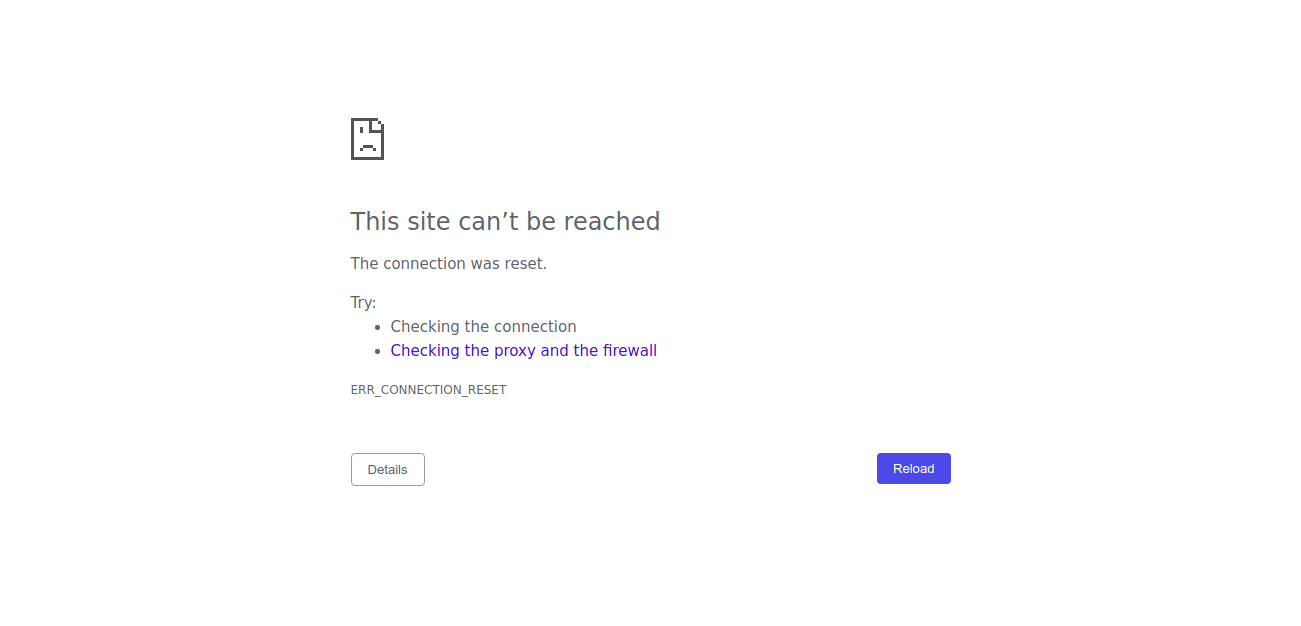 This site can’t be reached
The connection was reset.
Try:
Checking the connection
Checking the proxy and the firewall
ERR_CONNECTION_RESET
Details
Reload